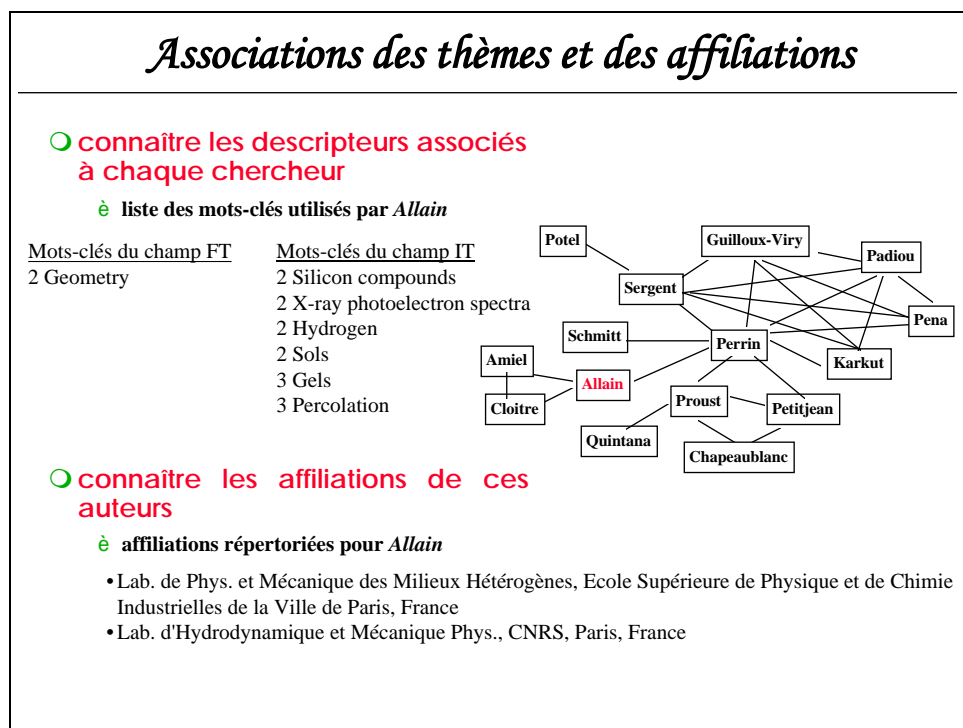 Associations des thèmes et des affiliations
connaître les descripteurs associés
à chaque chercheur
è liste des mots-clés utilisés par Allain
Mots-clés du champ FT
2 Geometry
Mots-clés du champ IT
2 Silicon compounds
2 X-ray photoelectron spectra
2 Hydrogen
2 Sols
3 Gels
3 Percolation
Potel
Guilloux-Viry
Padiou
Sergent
Pena
Schmitt
Perrin
Karkut
Amiel
Allain
Cloitre
Proust
Petitjean
Quintana
Chapeaublanc
connaître les affiliations de ces
auteurs
è affiliations répertoriées pour Allain
• Lab. de Phys. et Mécanique des Milieux Hétérogènes, Ecole Supérieure de Physique et de Chimie
Industrielles de la Ville de Paris, France
• Lab. d'Hydrodynamique et Mécanique Phys., CNRS, Paris, France